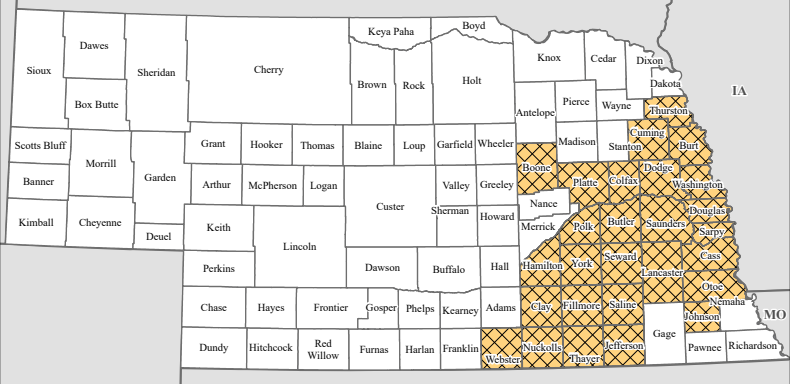 Keya Paha
Boyd
Dawes
Sioux
Sheridan
Cherry
Knox
Cedar
Dixon
Dakota
Brown
Rock
Holt
IA
Box Butte
Antelope
Pierce
Wayne
Thurston
Scotts Bluff
Grant
Hooker
Thomas
Blaine
Loup
Garfield
Wheeler
Madison
Stanton
Cuming
Burt
Morrill
Banner
Garden
Boone
Arthur
McPherson
Logan
Valley
Greeley
Platte
Colfax
Dodge
Washington
Custer
Sherman
Howard
Nance
Douglas
Kimball
Cheyenne
Keith
Merrick
Polk
Butler
Saunders
Sarpy
Deuel
Lincoln
Perkins
Dawson
Buffalo
Hall
Hamilton
York
Seward
Lancaster
Cass
Otoe
Nemaha
Chase
Hayes
Frontier
Gosper
Phelps
Kearney
Adams
Clay
Fillmore
Saline
Johnson
MO
Gage
Dundy
Hitchcock
Red
Willow
Furnas
Harlan
Franklin
Webster
Nuckolls
Thayer
Jefferson
Pawnee
Richardson